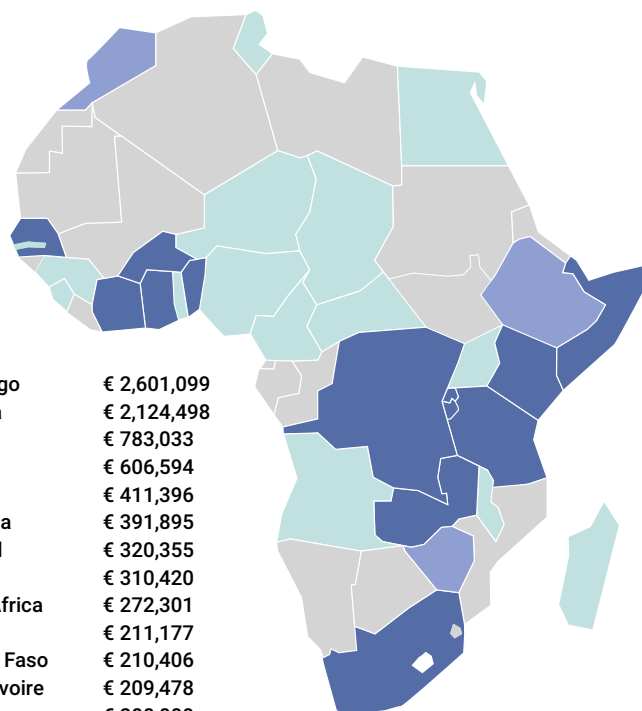 go € 2,601,099
a € 2,124,498
€ 783,033
€ 606,594
€ 411,396
a € 391,895
l € 320,355
€ 310,420
Africa € 272,301
€ 211,177
Faso € 210,406
voire € 209,478